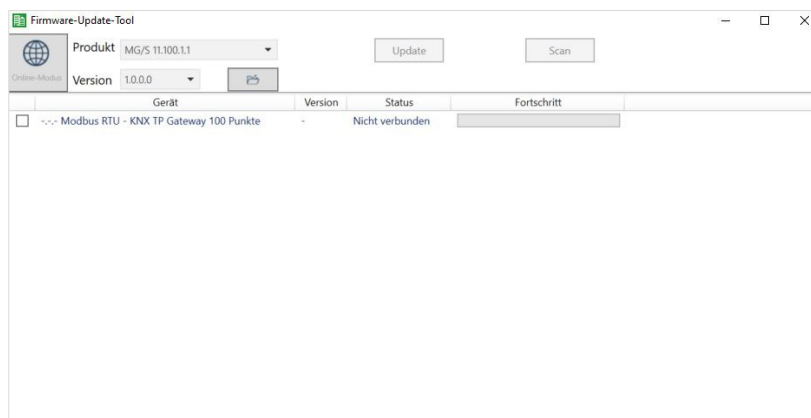 Firmware-Update-Tool
Produkt MG/S 11.100.1.1 Update Scan
Online-Modus Version 1.0.0.0
Gerät Version Status Fortschritt
-.-.- Modbus RTU - KNX TP Gateway 100 Punkte - Nicht verbunden